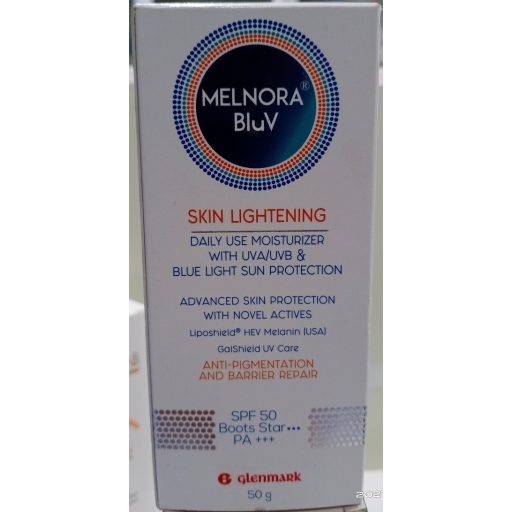 MELNORA®
BluV
SKIN LIGHTENING
DAILY USE MOISTURIZER
WITH UVA/UVB &
BLUE LIGHT SUN PROTECTION
ADVANCED SKIN PROTECTION
WITH NOVEL ACTIVES
Liposhield® HEV Melanin (USA)
GalShield UV Care
ANTI-PIGMENTATION
AND BARRIER REPAIR
SPF 50
Boots Star•••
PA +++
G glenmark
50 g